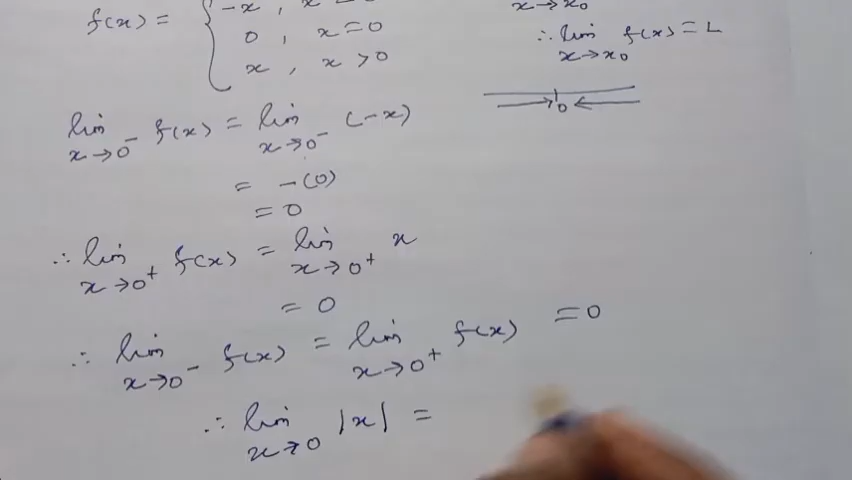 f(x) = { -x , x
0 , x = 0
x , x > 0
x→x₀
∴ lim f(x) = L
x→x₀
0
lim f(x) = lim (-x)
x→0⁻ x→0⁻
= -(0)
= 0
∴ lim f(x) = lim x
x→0⁺ x→0⁺
= 0
∴ lim f(x) = lim f(x) = 0
x→0⁻ x→0⁺
∴ lim |x| =
x→0